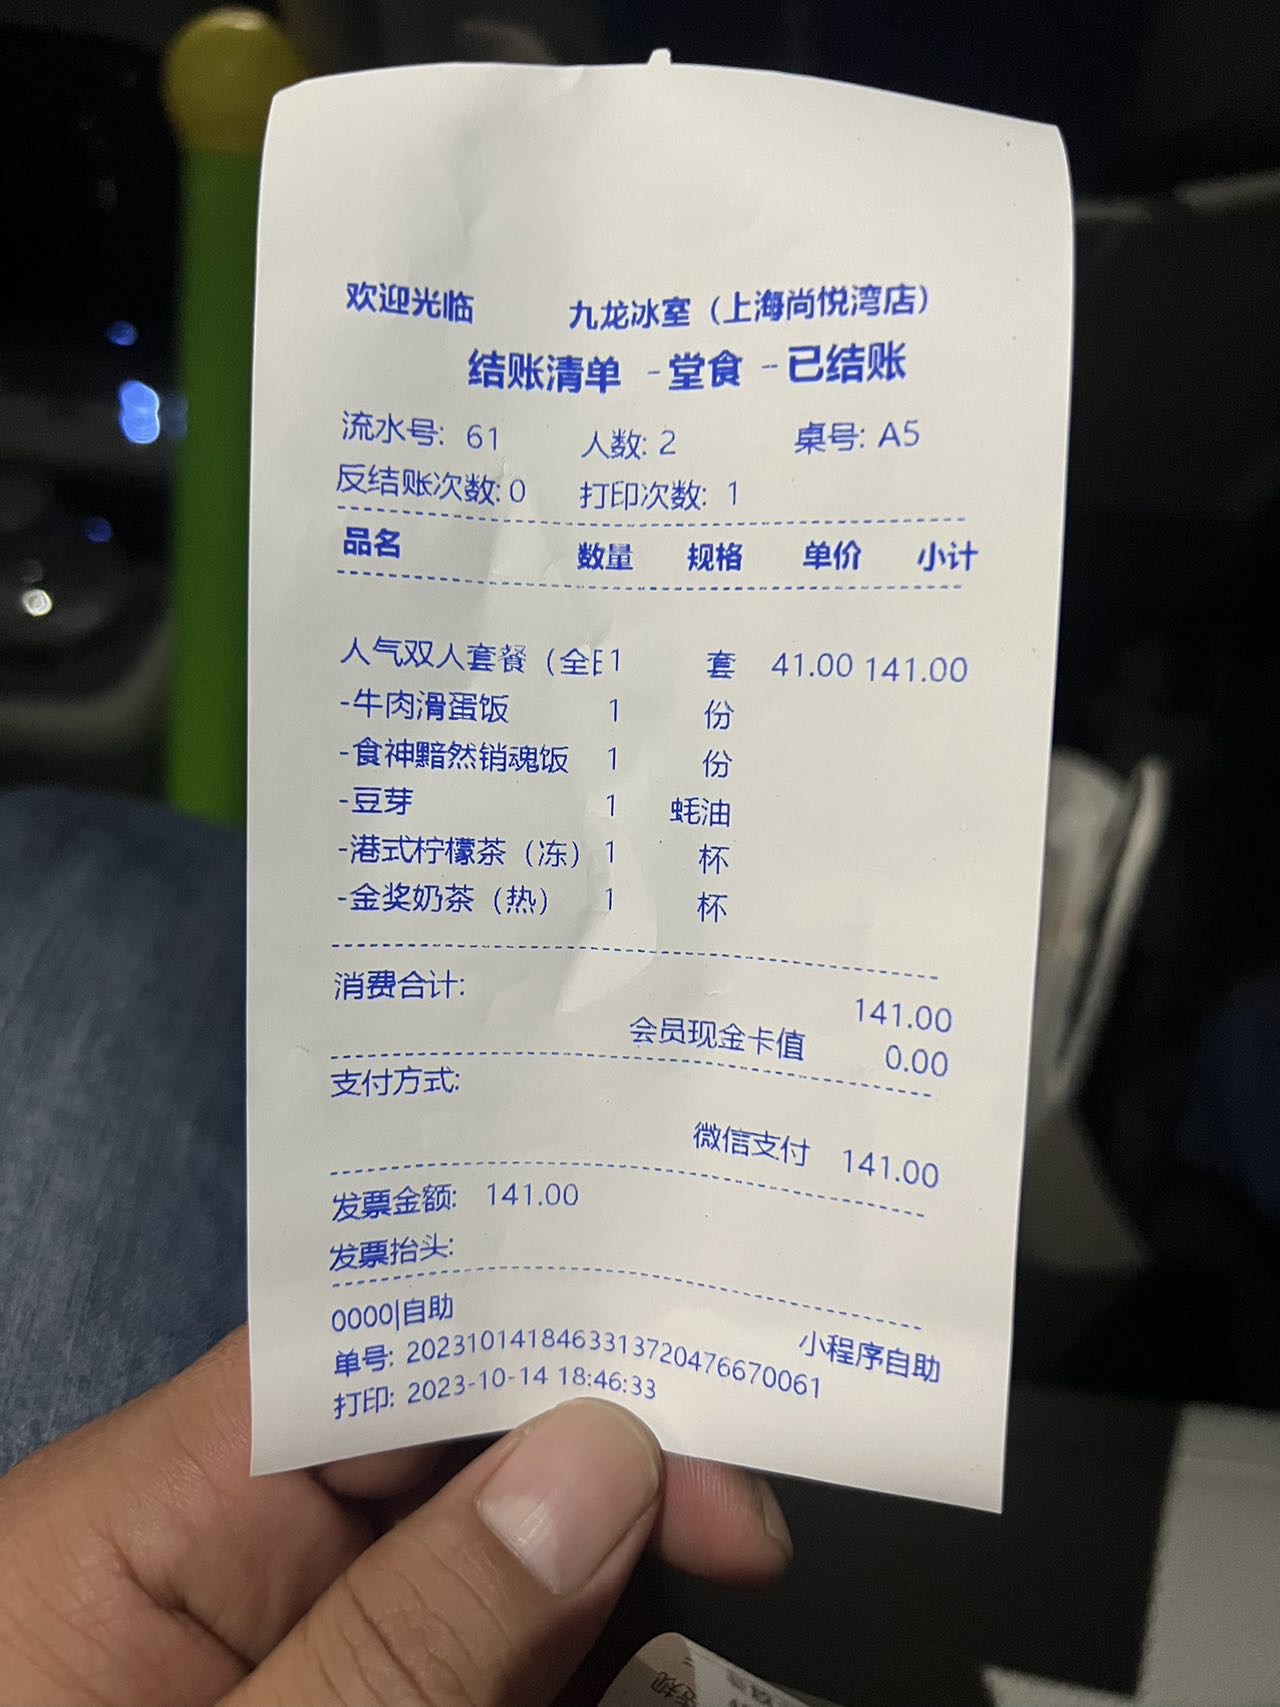 欢迎光临 九龙冰室（上海尚悦湾店）
结账清单 -堂食 -已结账
流水号: 61 人数: 2 桌号: A5
反结账次数:0 打印次数: 1
品名 数量 规格 单价 小计
人气双人套餐（全日1 套 41.00 141.00
-牛肉滑蛋饭 1 份
-食神黯然销魂饭 1 份
-豆芽 1 蚝油
-港式柠檬茶（冻） 1 杯
-金奖奶茶（热） 1 杯
消费合计: 141.00
会员现金卡值 0.00
支付方式:
微信支付 141.00
发票金额: 141.00
发票抬头:
0000|自助 小程序自助
单号: 2023101418463313720476670061
打印: 2023-10-14 18:46:33